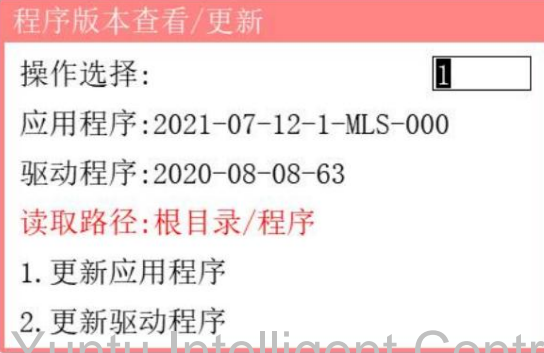 程序版本查看/更新
操作选择: 1
应用程序:2021-07-12-1-MLS-000
驱动程序:2020-08-08-63
读取路径:根目录/程序
1.更新应用程序
2.更新驱动程序